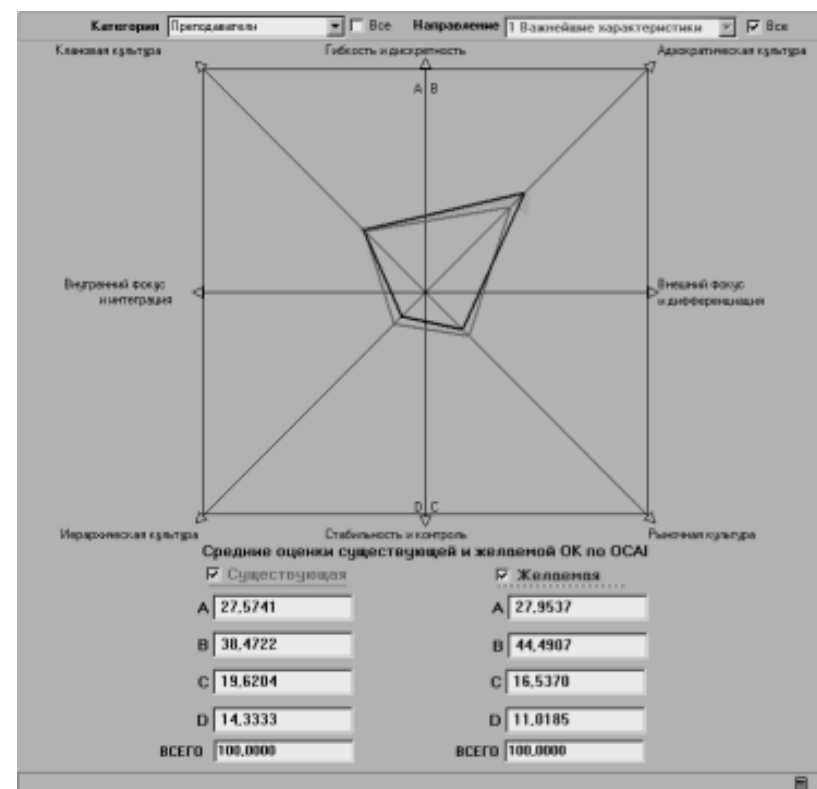 Категория Преподаватели Все Направление 1 Важнейшие характеристики Все
Клановая культура Гибкость и дискретность Адхократическая культура
A B
Внутренний фокус
и интеграция
Внешний фокус
и дифференциация
D C
Иерархическая культура Стабильность и контроль Рыночная культура
Средние оценки существующей и желаемой ОК по OCAI
Существующая Желаемая
A 27,5741 A 27,9537
B 38,4722 B 44,4907
C 19,6204 C 16,5370
D 14,3333 D 11,0185
ВСЕГО 100,0000 ВСЕГО 100,0000